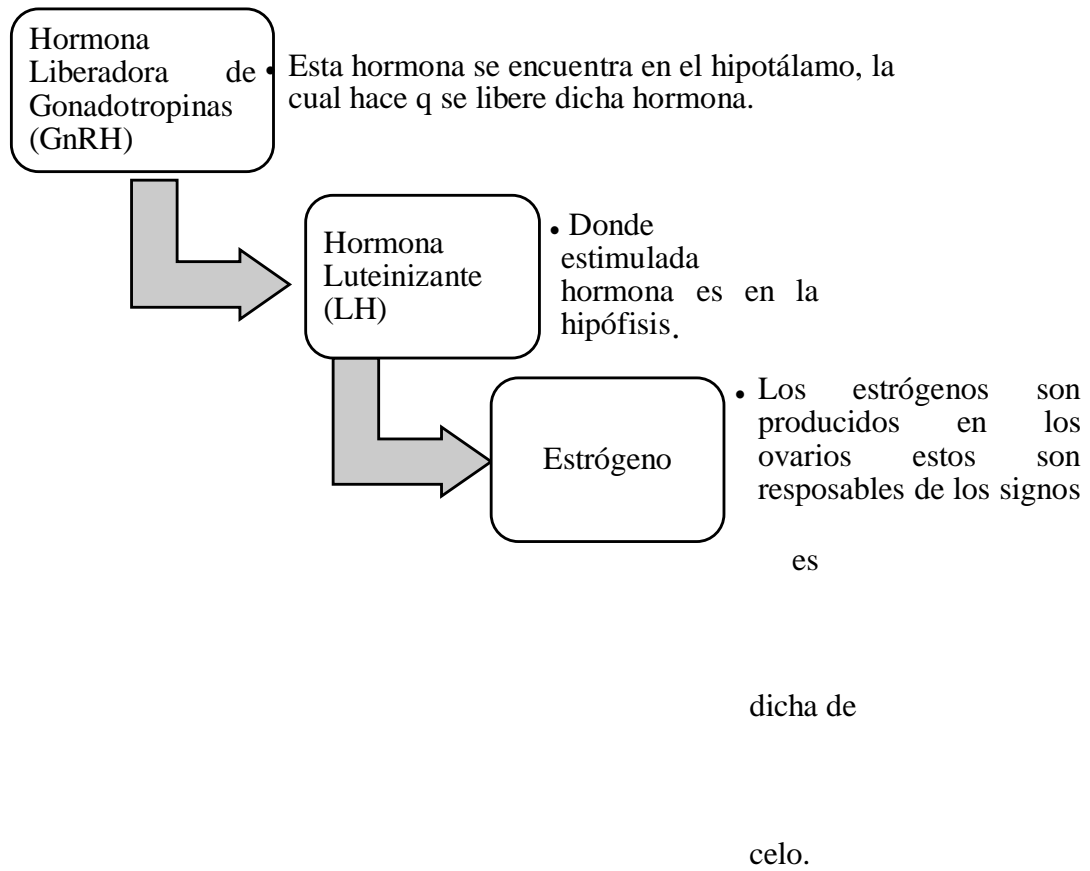 Hormona
Liberadora de
Gonadotropinas
(GnRH)
• Esta hormona se encuentra en el hipotálamo, la
cual hace q se libere dicha hormona.
Hormona
Luteinizante
(LH)
• Donde
estimulada
hormona es en la
hipófisis.
Estrógeno
• Los estrógenos son
producidos en los
ovarios estos son
resposables de los signos
es
dicha de
celo.